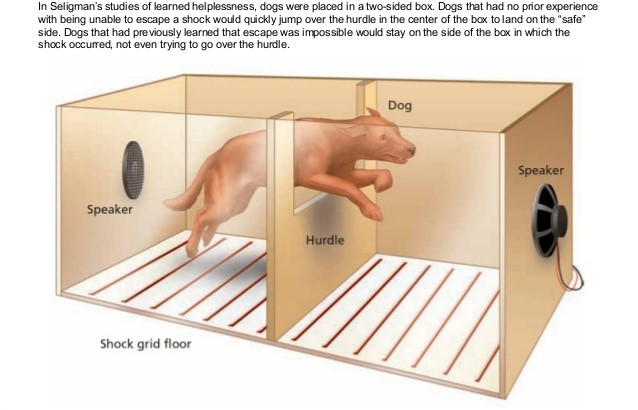 In Seligman's studies of learned helplessness, dogs were placed in a two-sided box. Dogs that had no prior experience
with being unable to escape a shock would quickly jump over the hurdle in the center of the box to land on the “safe”
side. Dogs that had previously learned that escape was impossible would stay on the side of the box in which the
shock occurred, not even trying to go over the hurdle.
Dog
Speaker
Speaker
Hurdle
Shock grid floor